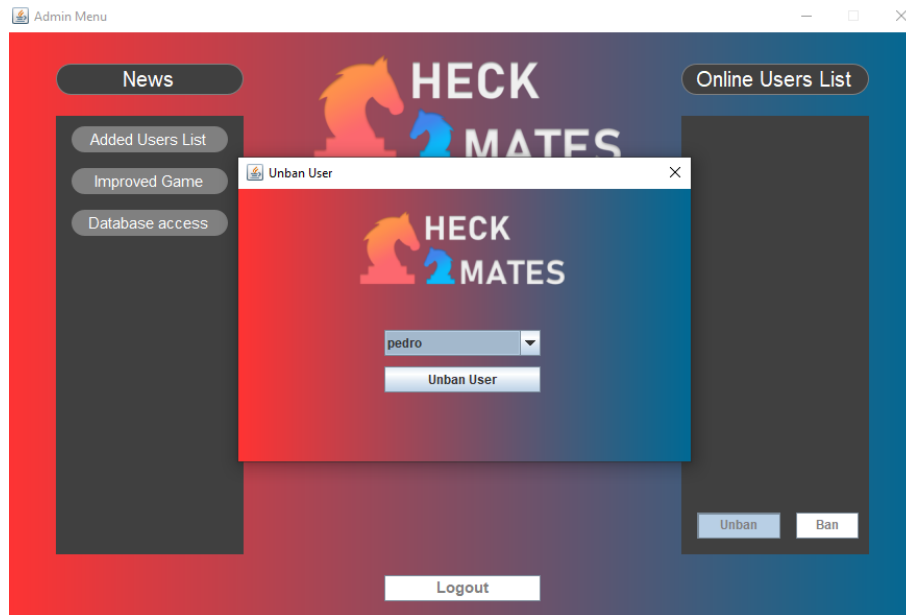 Admin Menu
News
HECK
MATES
Online Users List
Added Users List
Improved Game
Database access
Unban User
HECK
MATES
pedro
Unban User
Unban
Ban
Logout